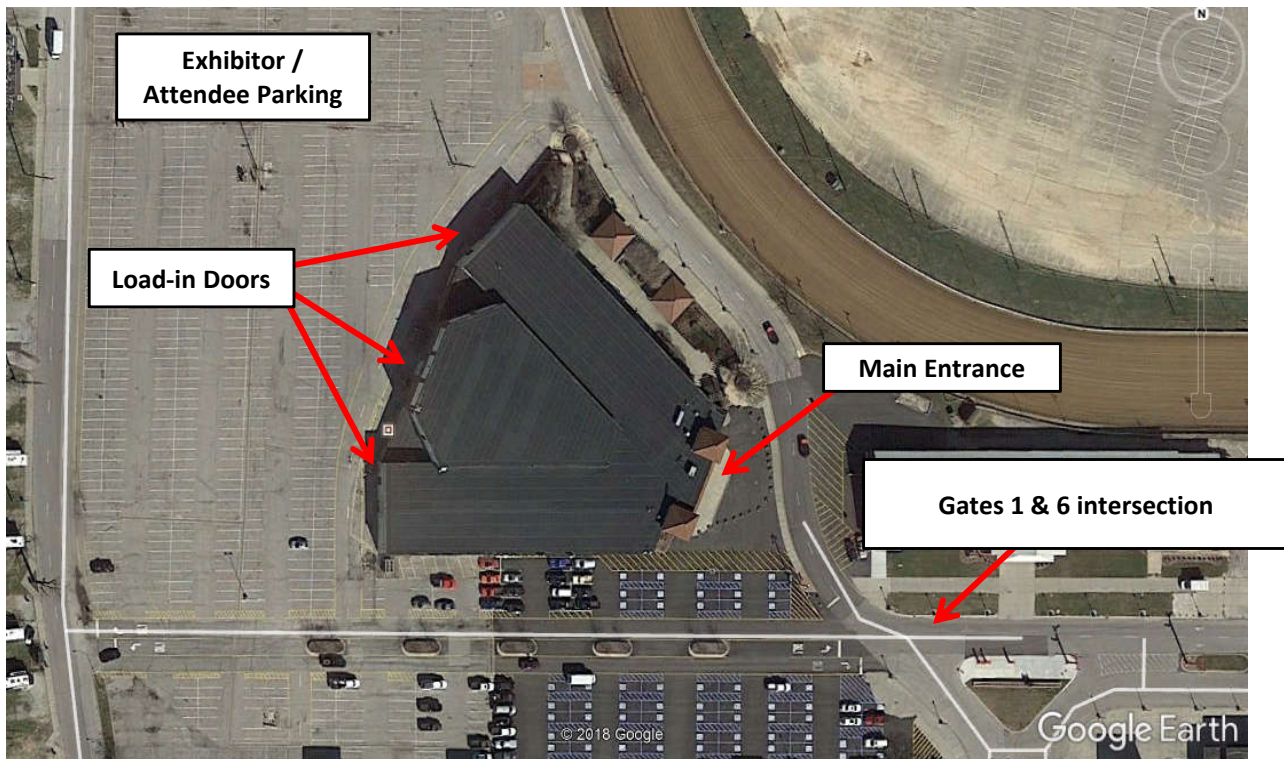 N
Exhibitor /
Attendee Parking
Load-in Doors
Main Entrance
Gates 1 & 6 intersection
© 2018 Google
Google Earth